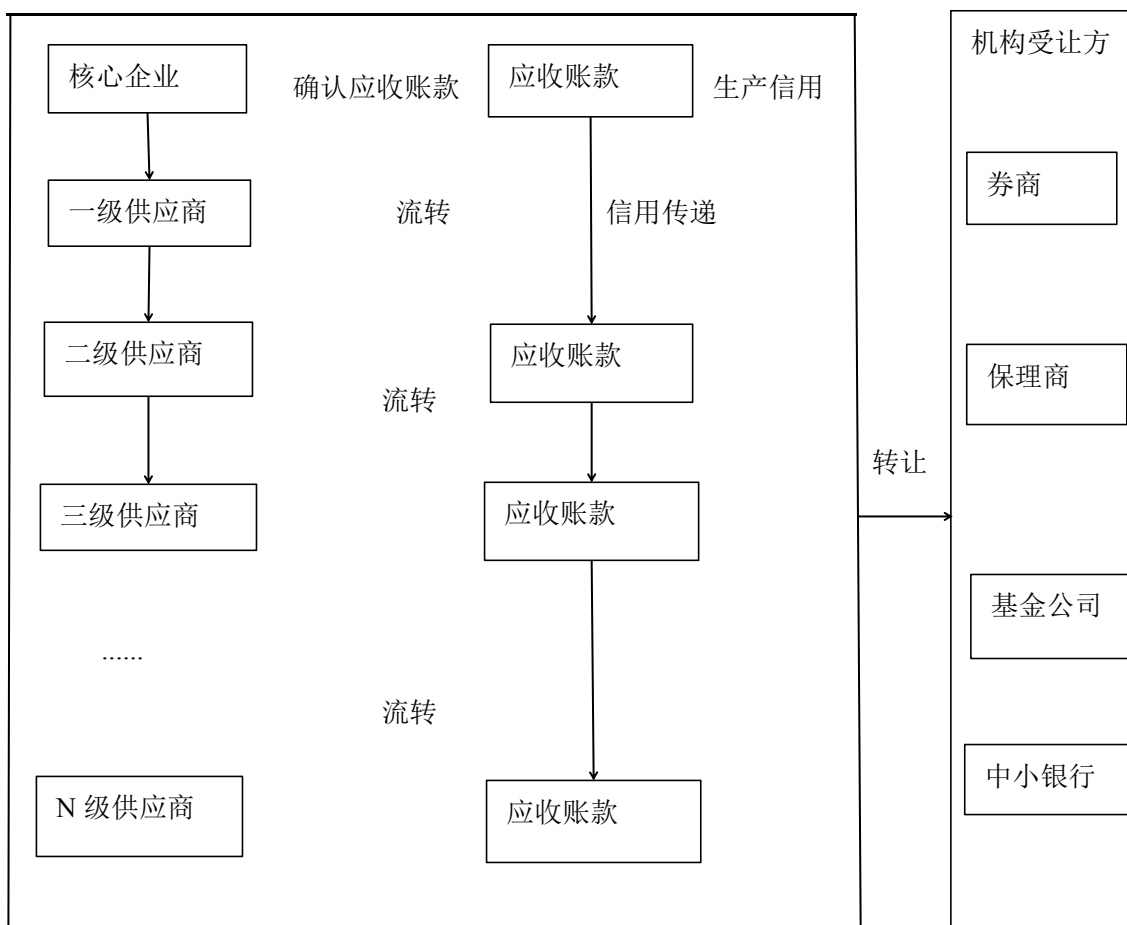 核心企业
确认应收账款
应收账款
生产信用
机构受让方
一级供应商
流转
信用传递
券商
二级供应商
流转
应收账款
保理商
转让
三级供应商
应收账款
基金公司
......
流转
N 级供应商
应收账款
中小银行